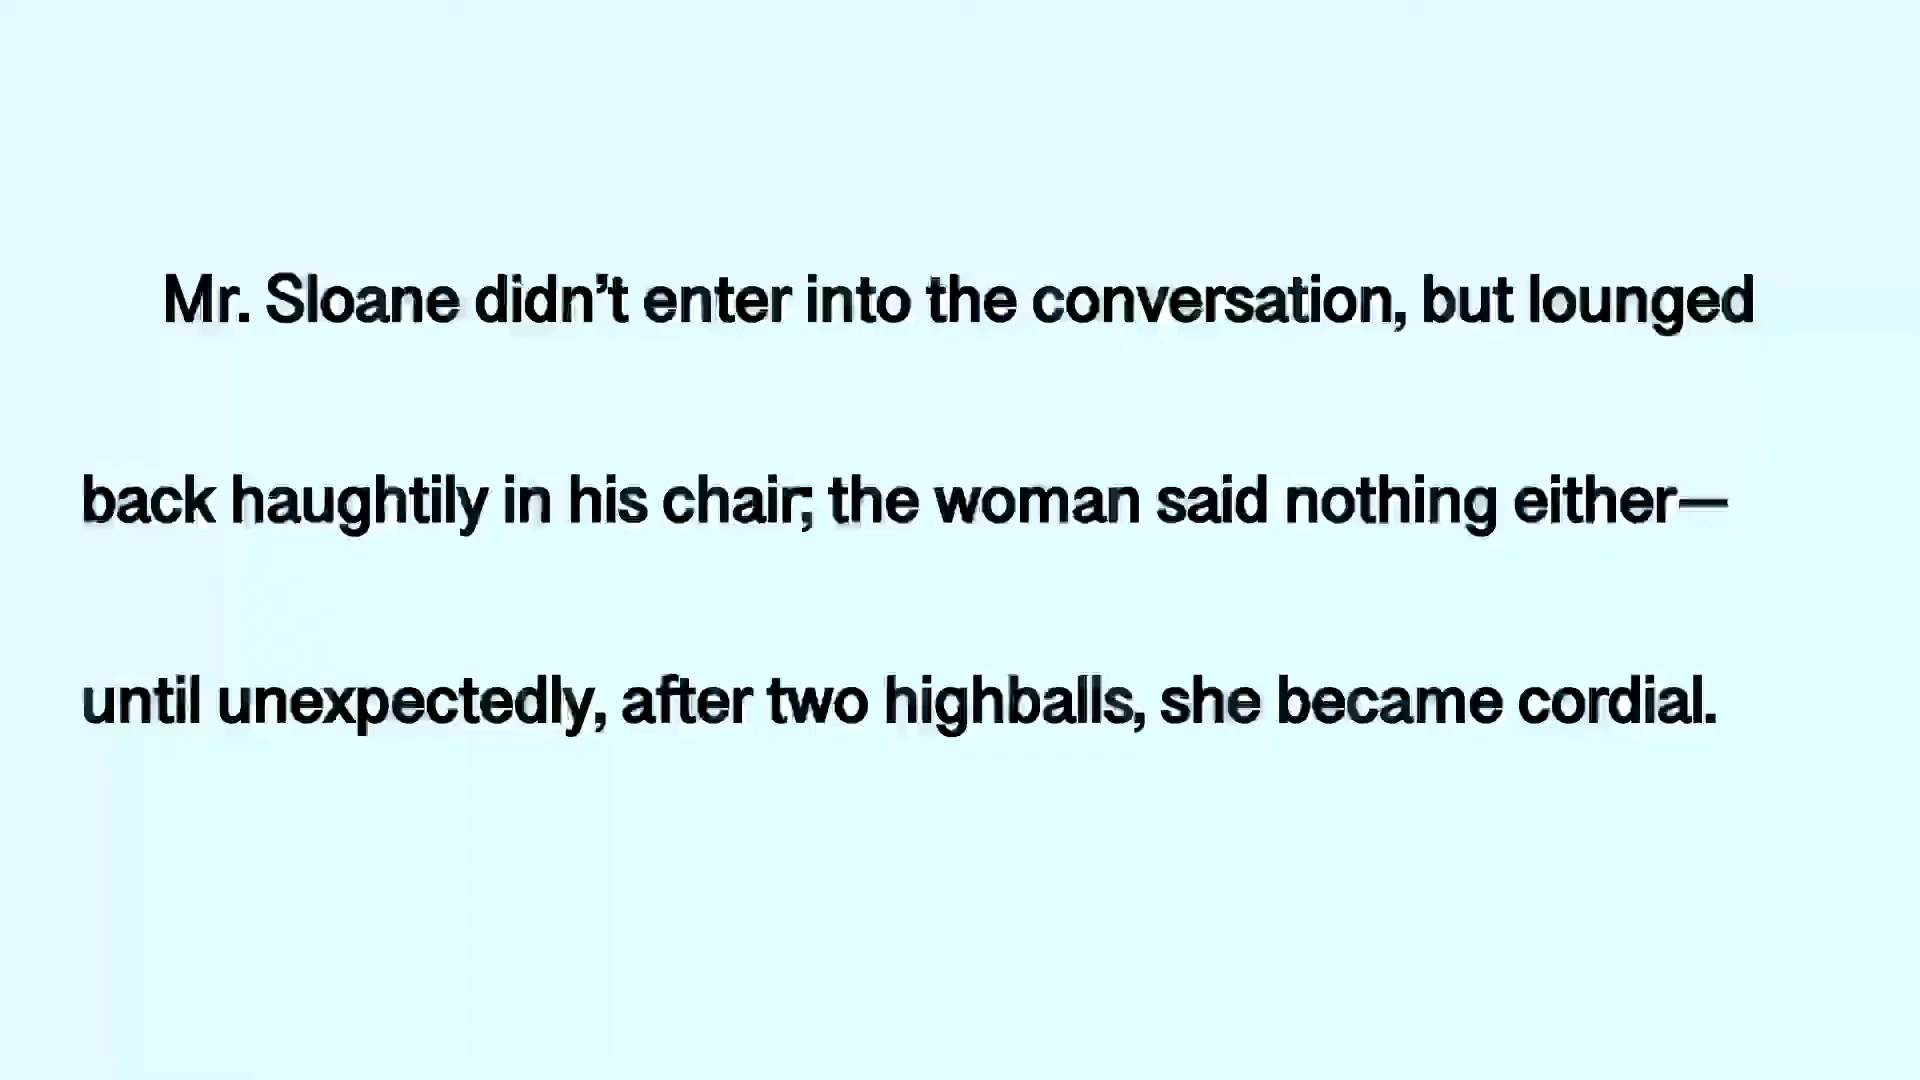 Mr. Sloane didn’t enter into the conversation, but lounged
back haughtily in his chair; the woman said nothing either—
until unexpectedly, after two highballs, she became cordial.